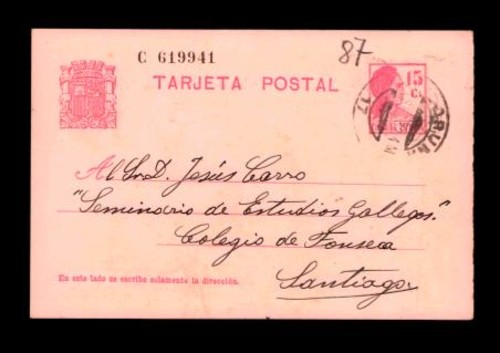 C 619941
87
TARJETA POSTAL
15
C.
17
Al Sr. D. Jesús Carro
"Seminario de Estudios Gallegos."
Colegio de Fonseca
Santiago.
En este lado se escribe solamente la dirección.